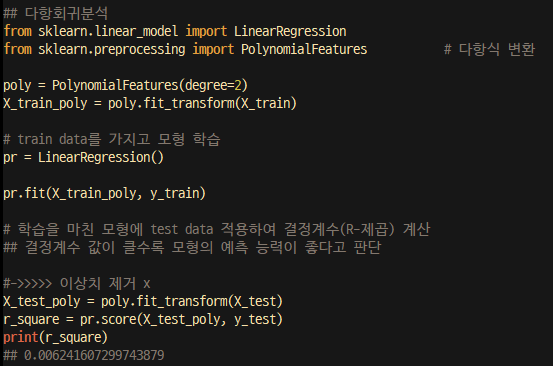 ## 다항회귀분석
from sklearn.linear_model import LinearRegression
from sklearn.preprocessing import PolynomialFeatures # 다항식 변환
poly = PolynomialFeatures(degree=2)
X_train_poly = poly.fit_transform(X_train)
# train data를 가지고 모형 학습
pr = LinearRegression()
pr.fit(X_train_poly, y_train)
# 학습을 마친 모형에 test data 적용하여 결정계수(R-제곱) 계산
## 결정계수 값이 클수록 모형의 예측 능력이 좋다고 판단
#->>>>> 이상치 제거 x
X_test_poly = poly.fit_transform(X_test)
r_square = pr.score(X_test_poly, y_test)
print(r_square)
## 0.006241607299743879